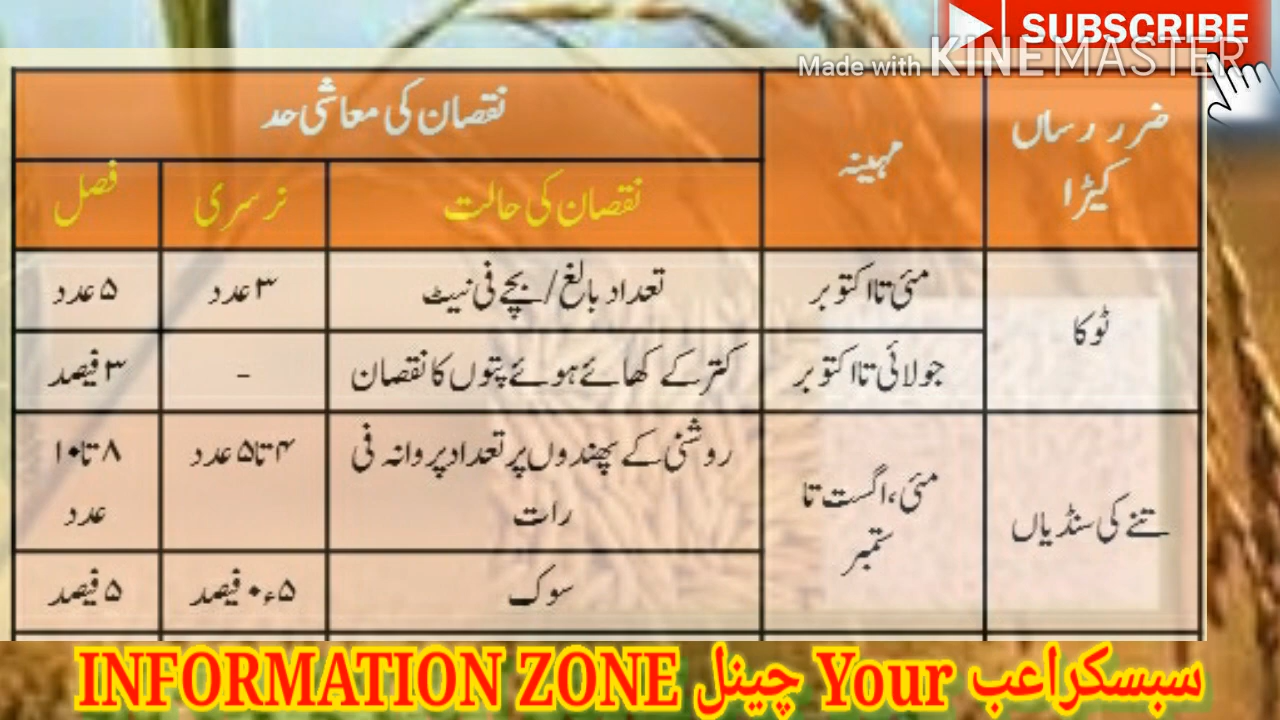 SUBSCRIBE
Made with KINEMASTER
ضرر رساں کیڑا
مہینہ
نقصان کی معاشی حد
نقصان کی حالت
نرسری
فصل
ٹوکا
مئی تا اکتوبر
تعداد بالغ/بچے فی نیٹ
۳ عدد
۵ عدد
جولائی تا اکتوبر
کتر کے کھائے ہوئے پتوں کا نقصان
-
۳ فیصد
تنے کی سنڈیاں
مئی، اگست تا ستمبر
روشنی کے پھندوں پر تعداد پروانہ فی رات
۴ تا ۵ عدد
۸ تا ۱۰ عدد
سوک
۰ء۵ فیصد
۵ فیصد
سبسکراعب Your چینل INFORMATION ZONE